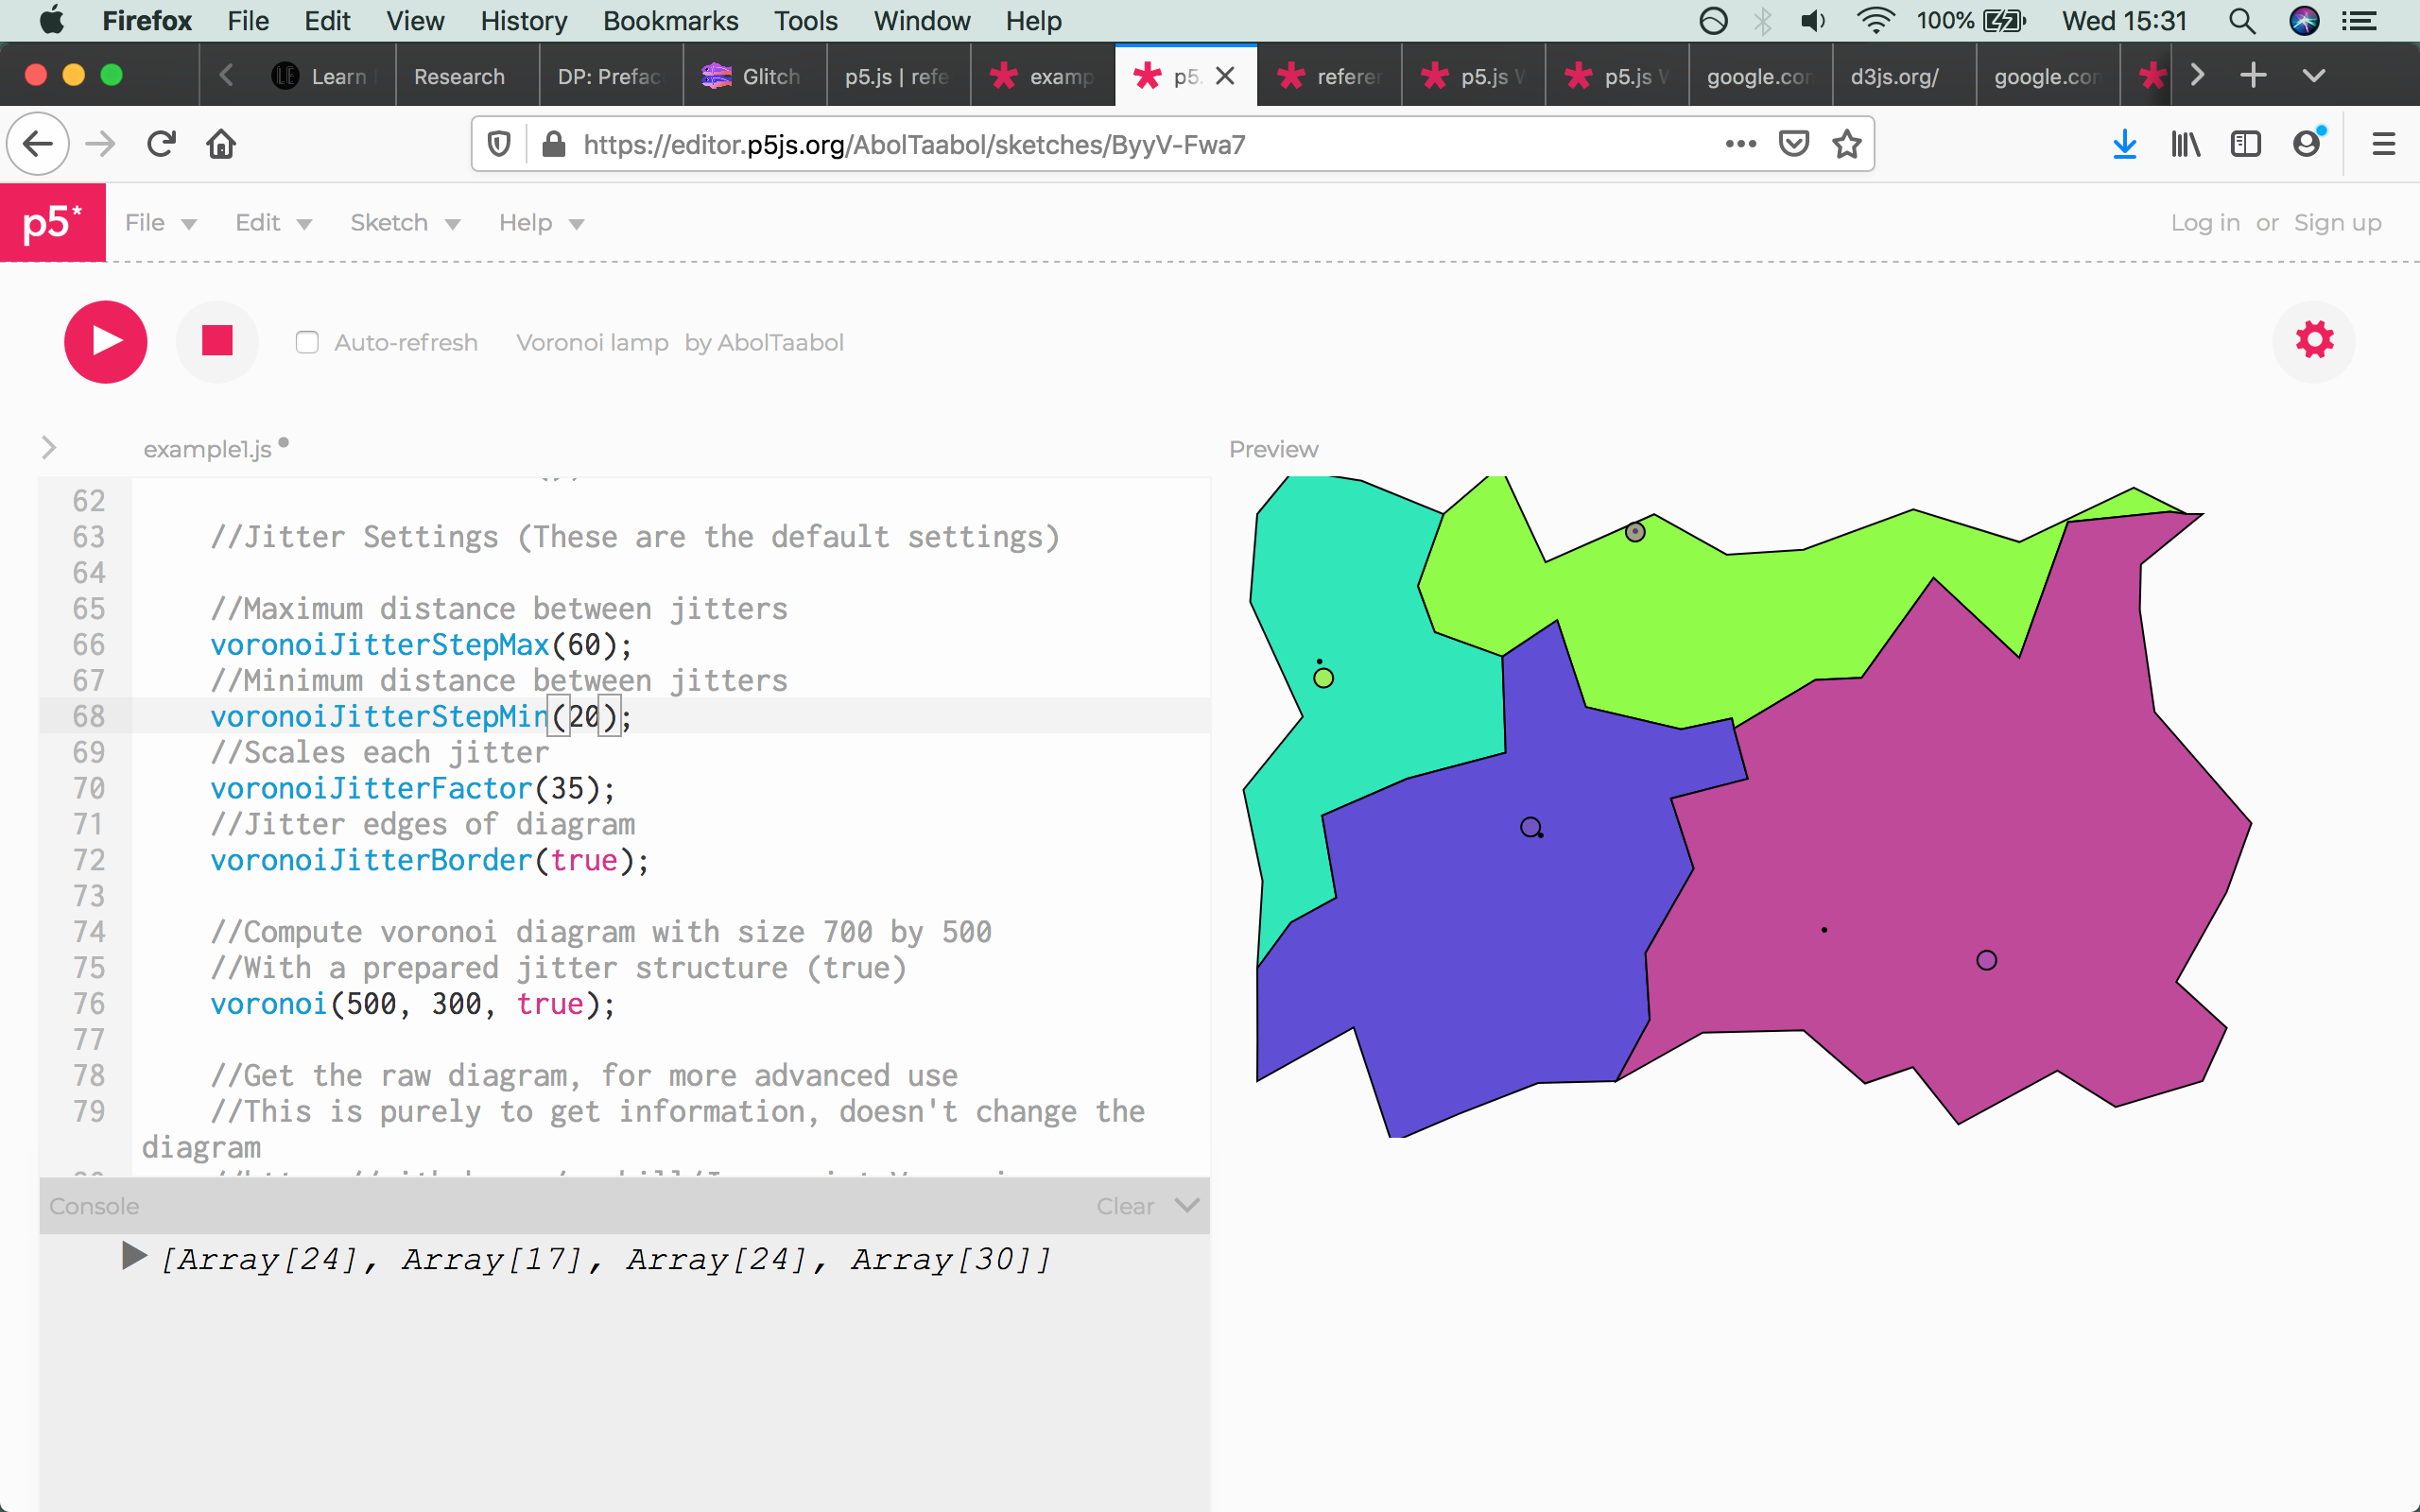 Firefox File Edit View History Bookmarks Tools Window Help 100% Wed 15:31
LE Learn Research DP: Preface Glitch p5.js | refe examp p5. referer p5.js W p5.js W google.com d3js.org/ google.com
https://editor.p5js.org/AbolTaabol/sketches/ByyV-Fwa7
p5* File Edit Sketch Help Log in or Sign up
Auto-refresh Voronoi lamp by AbolTaabol
example1.js Preview
62
63 //Jitter Settings (These are the default settings)
64
65 //Maximum distance between jitters
66 voronoiJitterStepMax(60);
67 //Minimum distance between jitters
68 voronoiJitterStepMin(20);
69 //Scales each jitter
70 voronoiJitterFactor(35);
71 //Jitter edges of diagram
72 voronoiJitterBorder(true);
73
74 //Compute voronoi diagram with size 700 by 500
75 //With a prepared jitter structure (true)
76 voronoi(500, 300, true);
77
78 //Get the raw diagram, for more advanced use
79 //This is purely to get information, doesn't change the
diagram
Console Clear
[Array[24], Array[17], Array[24], Array[30]]